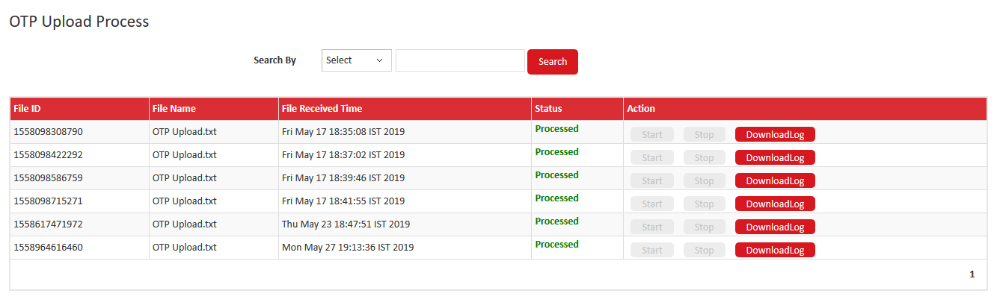 OTP Upload Process
Search By Select Search
File ID File Name File Received Time Status Action
1558098308790 OTP Upload.txt Fri May 17 18:35:08 IST 2019 Processed Start Stop DownloadLog
1558098422292 OTP Upload.txt Fri May 17 18:37:02 IST 2019 Processed Start Stop DownloadLog
1558098586759 OTP Upload.txt Fri May 17 18:39:46 IST 2019 Processed Start Stop DownloadLog
1558098715271 OTP Upload.txt Fri May 17 18:41:55 IST 2019 Processed Start Stop DownloadLog
1558617471972 OTP Upload.txt Thu May 23 18:47:51 IST 2019 Processed Start Stop DownloadLog
1558964616460 OTP Upload.txt Mon May 27 19:13:36 IST 2019 Processed Start Stop DownloadLog
1